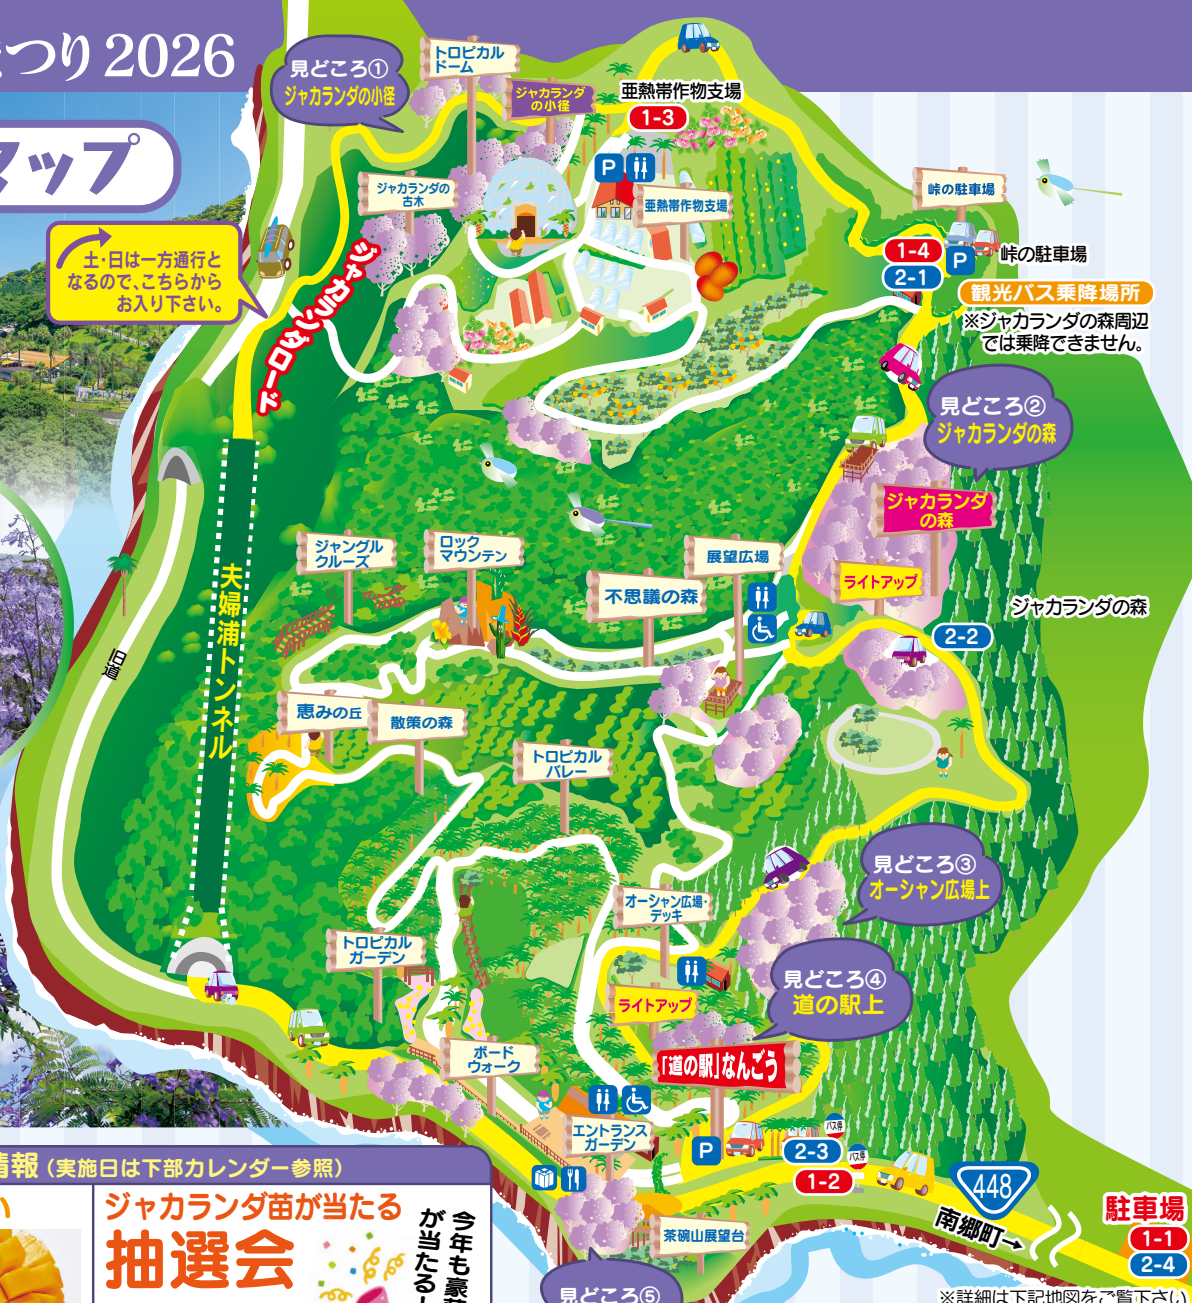 つり 2026
マップ
見どころ①
ジャカランダの小径
トロピカル
ドーム
ジャカランダ
の小径
亜熱帯作物支場
1-3
P
ジャカランダの
古木
亜熱帯作物支場
峠の駐車場
1-4
2-1
P
峠の駐車場
観光バス乗降場所
※ジャカランダの森周辺
では乗降できません。
土・日は一方通行と
なるので、こちらから
お入り下さい。
ジャカランダロード
見どころ②
ジャカランダの森
ジャカランダ
の森
ライトアップ
ジャカランダの森
2-2
ジャングル
クルーズ
ロック
マウンテン
不思議の森
展望広場
夫婦浦トンネル
旧道
恵みの丘
散策の森
トロピカル
バレー
見どころ③
オーシャン広場上
オーシャン広場・
デッキ
トロピカル
ガーデン
ライトアップ
見どころ④
道の駅上
「道の駅」なんごう
ボード
ウォーク
エントランス
ガーデン
P
バス停
2-3
バス停
1-2
448
南郷町→
駐車場
1-1
2-4
※詳細は下記地図をご覧下さい
茶碗山展望台
見どころ⑤
情報（実施日は下部カレンダー参照）
い
ジャカランダ苗が当たる
抽選会
今年も豪華
が当たる！